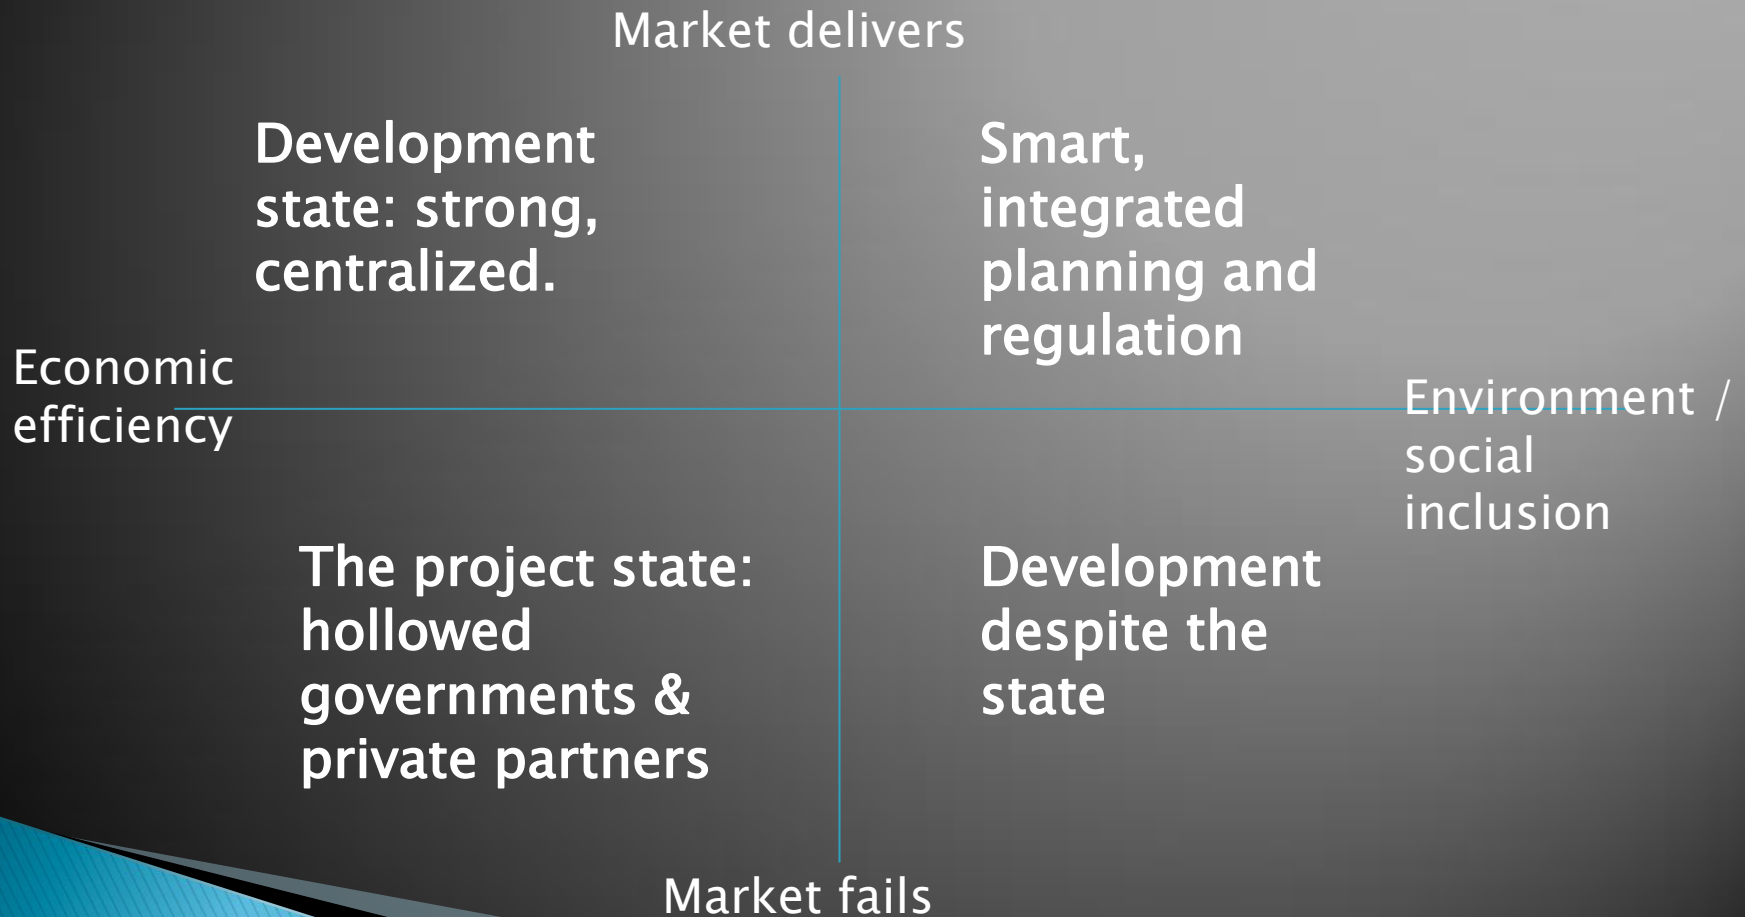 Market delivers
Development
state: strong,
centralized.
Smart,
integrated
planning and
regulation
Economic
efficiency
Environment /
social
inclusion
The project state:
hollowed
governments &
private partners
Development
despite the
state
Market fails